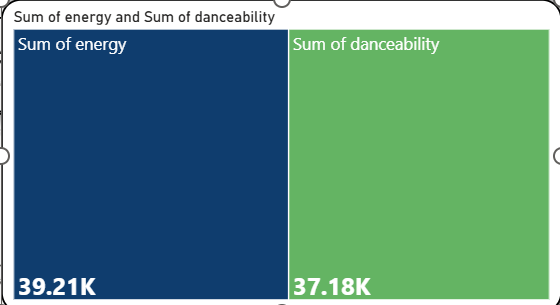 Sum of energy and Sum of danceability
Sum of energy
Sum of danceability
39.21K
37.18K